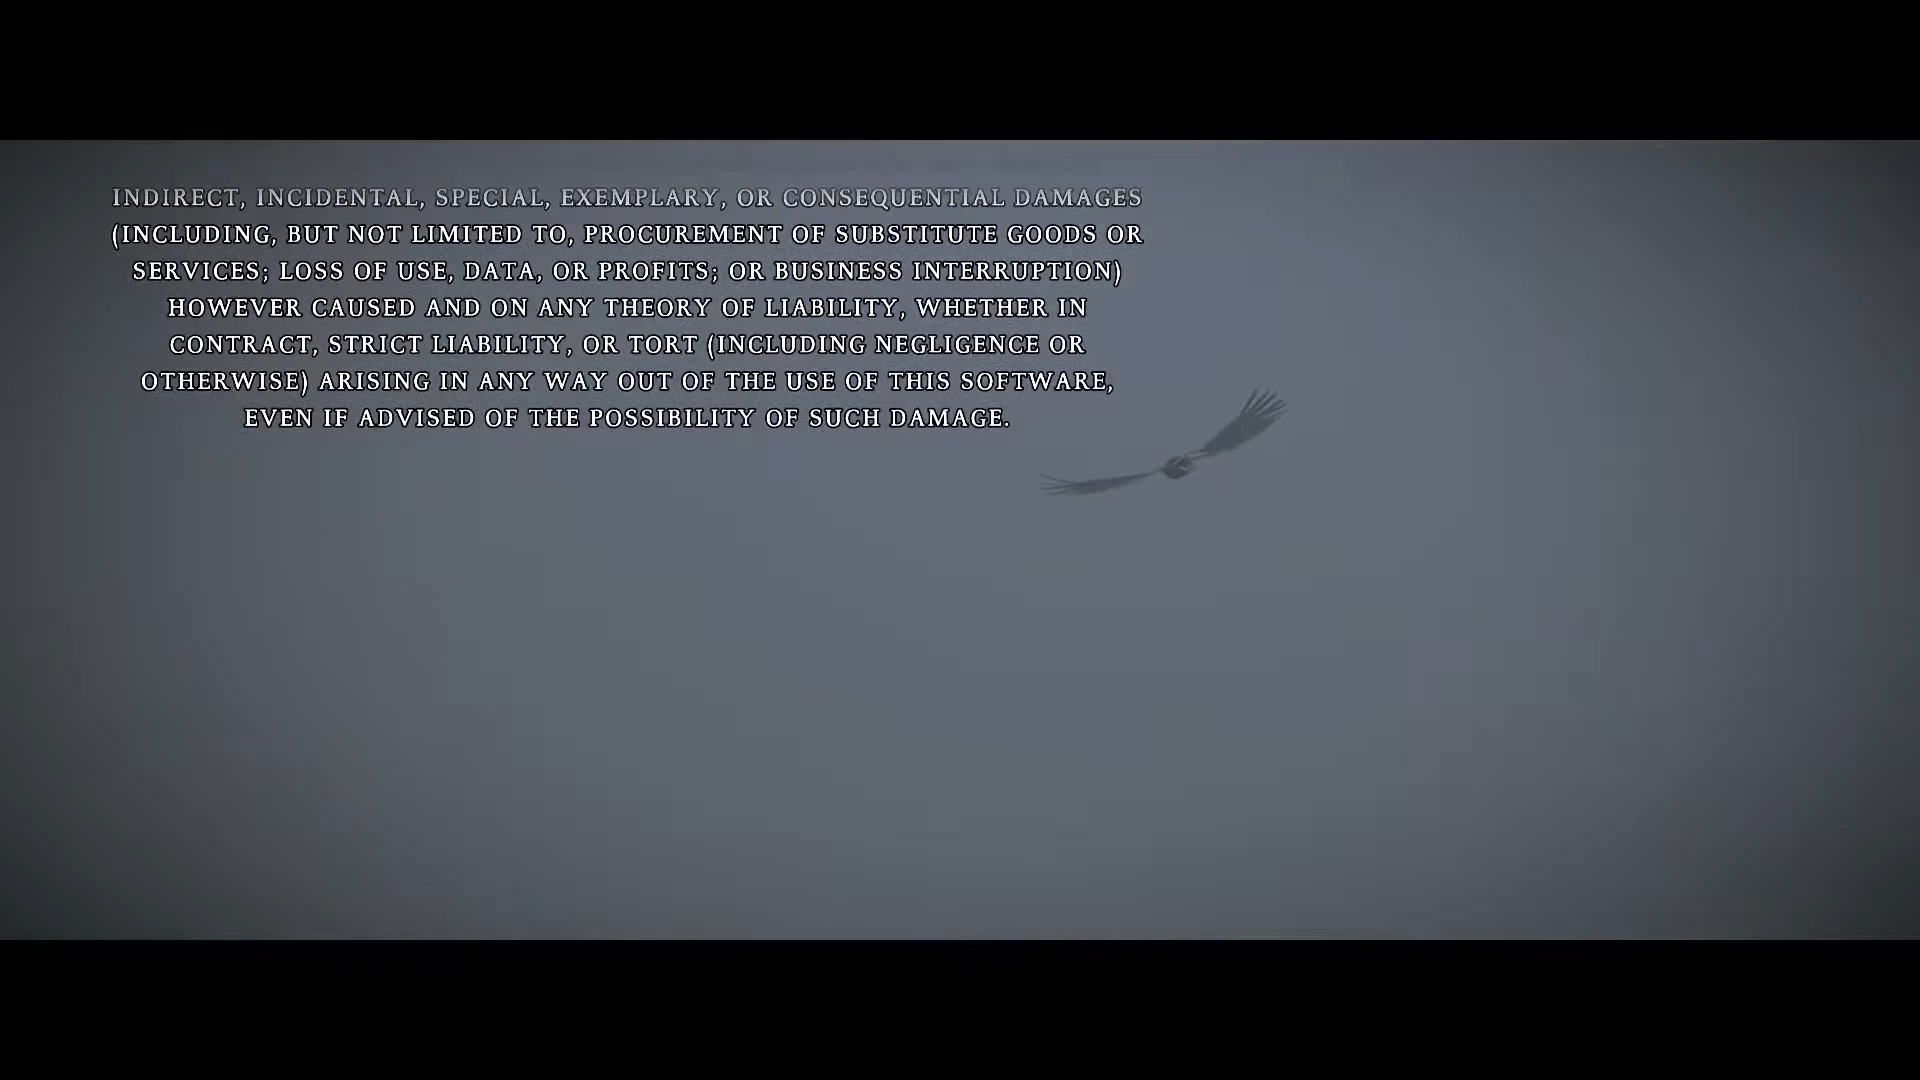 INDIRECT, INCIDENTAL, SPECIAL, EXEMPLARY, OR CONSEQUENTIAL DAMAGES
(INCLUDING, BUT NOT LIMITED TO, PROCUREMENT OF SUBSTITUTE GOODS OR
SERVICES; LOSS OF USE, DATA, OR PROFITS; OR BUSINESS INTERRUPTION)
HOWEVER CAUSED AND ON ANY THEORY OF LIABILITY, WHETHER IN
CONTRACT, STRICT LIABILITY, OR TORT (INCLUDING NEGLIGENCE OR
OTHERWISE) ARISING IN ANY WAY OUT OF THE USE OF THIS SOFTWARE,
EVEN IF ADVISED OF THE POSSIBILITY OF SUCH DAMAGE.